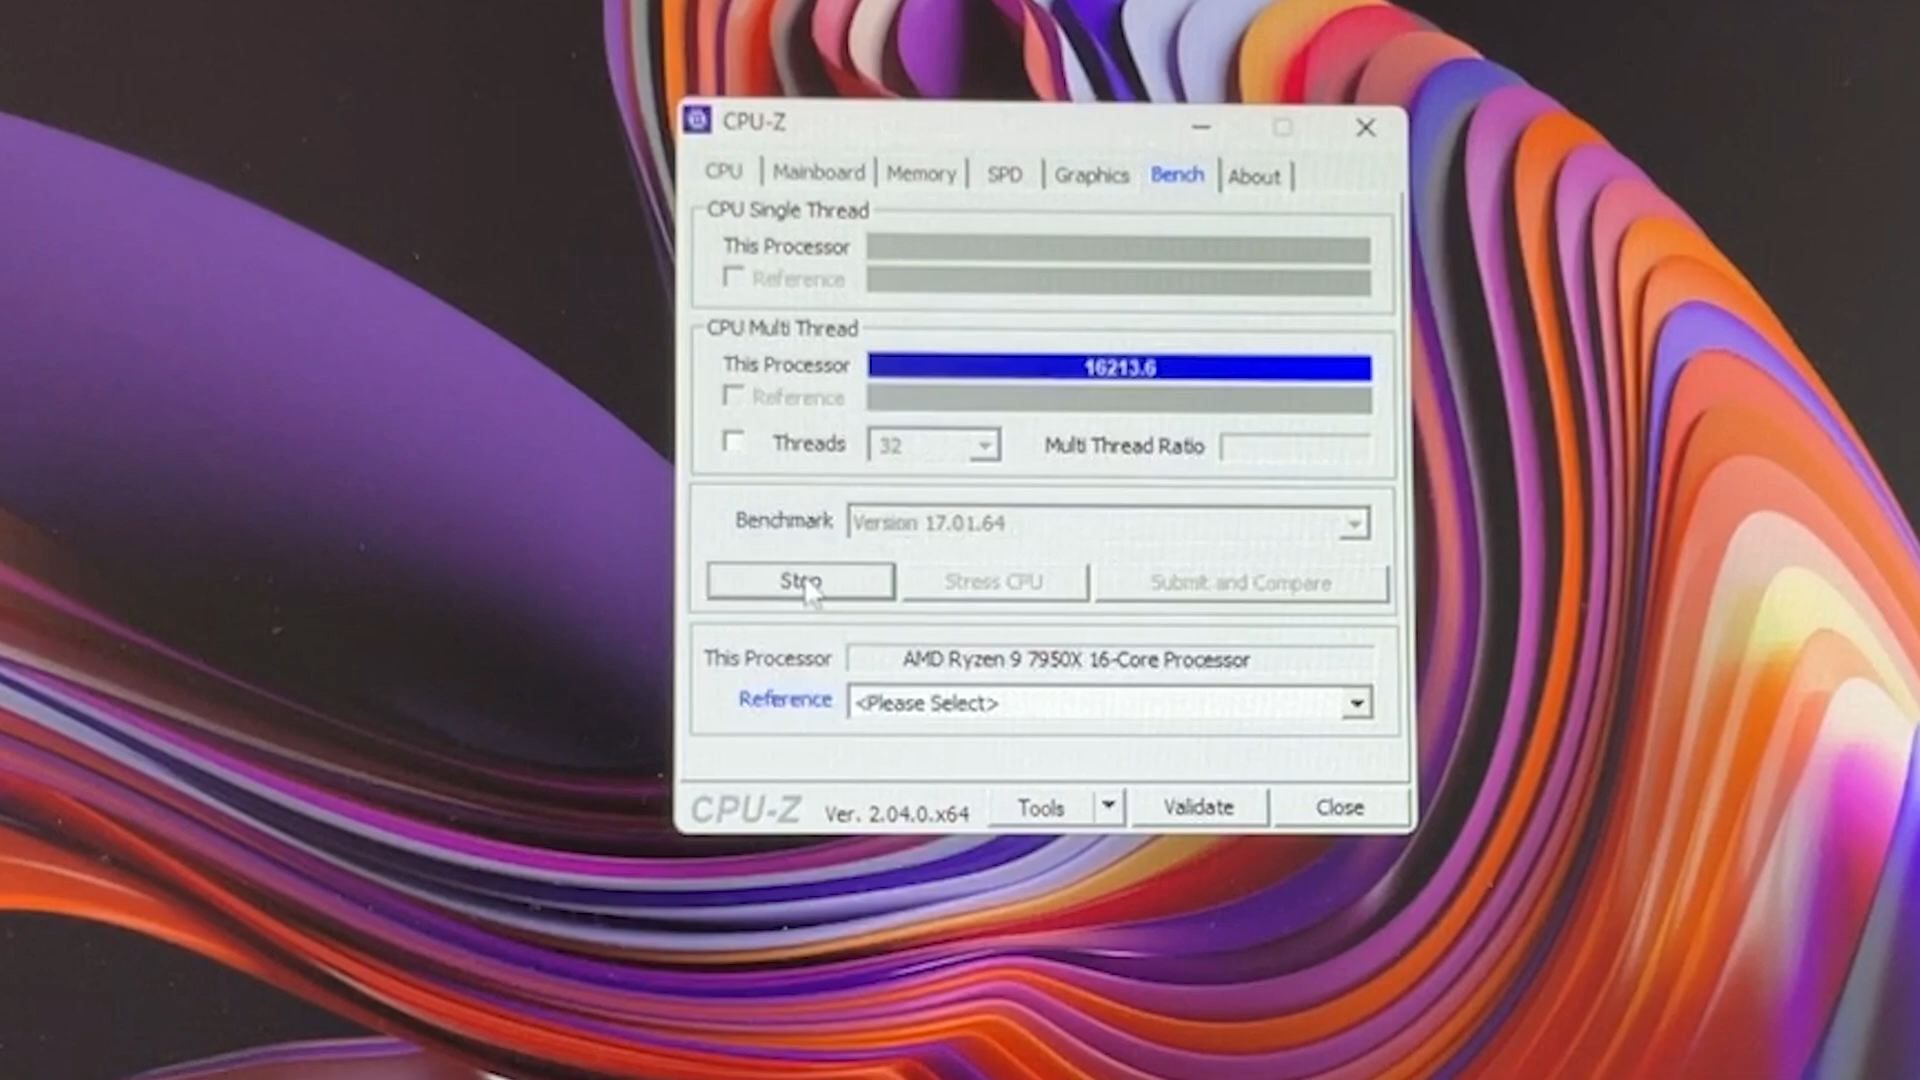 CPU-Z
CPU Mainboard Memory SPD Graphics Bench About
CPU Single Thread
This Processor
Reference
CPU Multi Thread
This Processor 16213.6
Reference
Threads 32 Multi Thread Ratio
Benchmark Version 17.01.64
Stop Stress CPU Submit and Compare
This Processor AMD Ryzen 9 7950X 16-Core Processor
Reference <Please Select>
CPU-Z Ver. 2.04.0.x64 Tools Validate Close